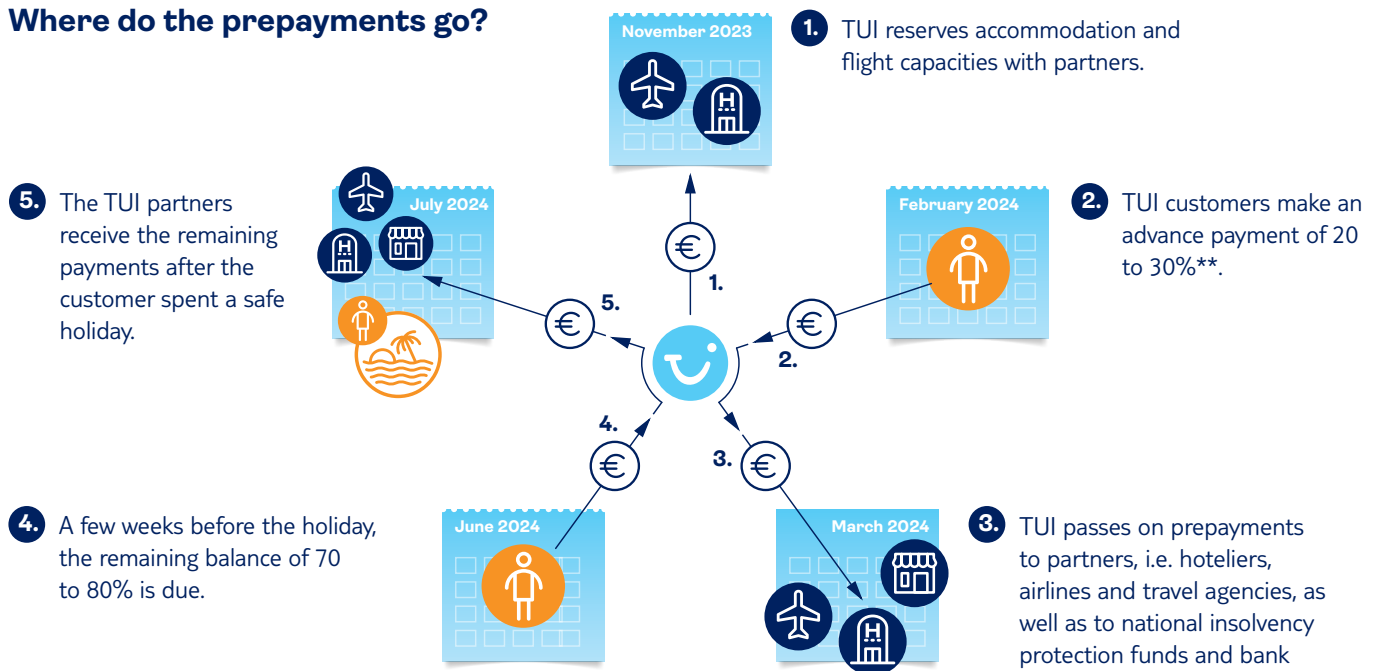 Where do the prepayments go?
November 2023
1. TUI reserves accommodation and
flight capacities with partners.
February 2024
2. TUI customers make an
advance payment of 20
to 30%**.
5. The TUI partners
receive the remaining
payments after the
customer spent a safe
holiday.
July 2024
H
H
€
1.
€
5.
€
2.
4.
€
3.
€
4. A few weeks before the holiday,
the remaining balance of 70
to 80% is due.
June 2024
March 2024
H
3. TUI passes on prepayments
to partners, i.e. hoteliers,
airlines and travel agencies, as
well as to national insolvency
protection funds and bank